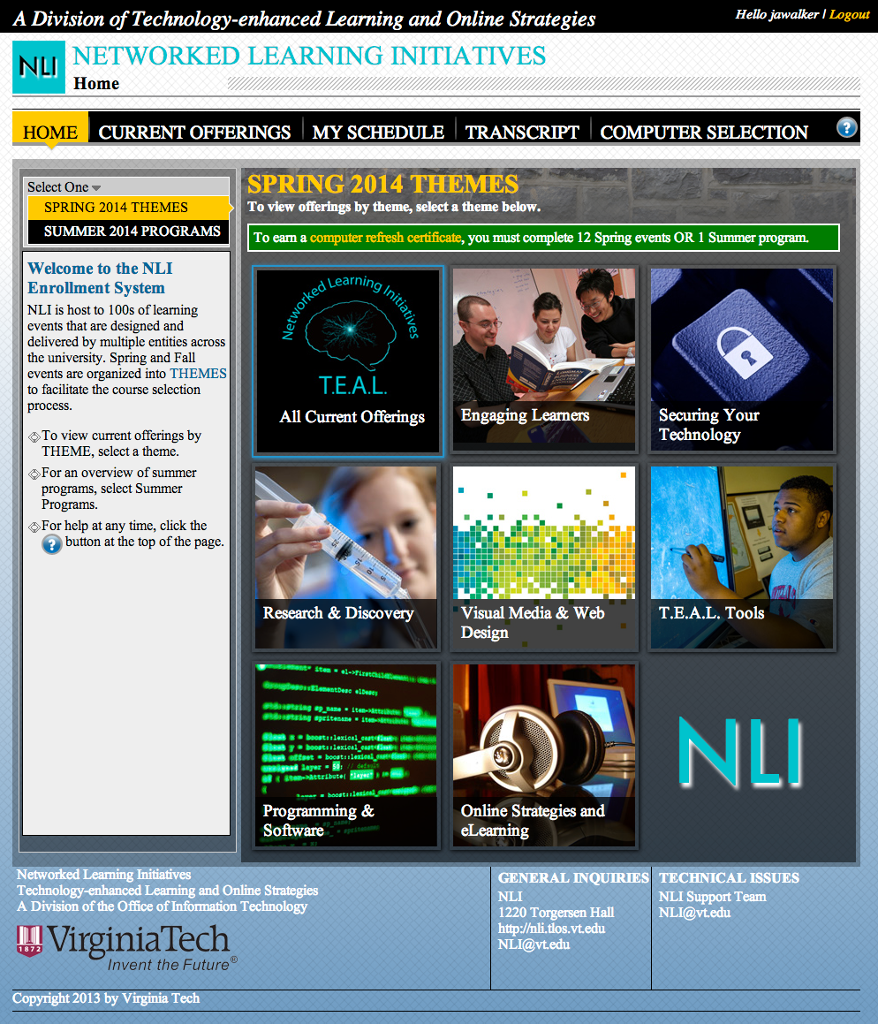 A Division of Technology-enhanced Learning and Online Strategies
Hello jawalker | Logout
NLI
NETWORKED LEARNING INITIATIVES
Home
HOME
CURRENT OFFERINGS
MY SCHEDULE
TRANSCRIPT
COMPUTER SELECTION
?
Select One
SPRING 2014 THEMES
SUMMER 2014 PROGRAMS
Welcome to the NLI
Enrollment System
NLI is host to 100s of learning
events that are designed and
delivered by multiple entities across
the university. Spring and Fall
events are organized into THEMES
to facilitate the course selection
process.
To view current offerings by
THEME, select a theme.
For an overview of summer
programs, select Summer
Programs.
For help at any time, click the
? button at the top of the page.
SPRING 2014 THEMES
To view offerings by theme, select a theme below.
To earn a computer refresh certificate, you must complete 12 Spring events OR 1 Summer program.
Networked Learning Initiatives
T.E.A.L.
All Current Offerings
Engaging Learners
Securing Your
Technology
Research & Discovery
Visual Media & Web
Design
T.E.A.L. Tools
Programming &
Software
Online Strategies and
eLearning
NLI
Networked Learning Initiatives
Technology-enhanced Learning and Online Strategies
A Division of the Office of Information Technology
1872
VirginiaTech
Invent the Future®
GENERAL INQUIRIES
NLI
1220 Torgersen Hall
http://nli.tlos.vt.edu
NLI@vt.edu
TECHNICAL ISSUES
NLI Support Team
NLI@vt.edu
Copyright 2013 by Virginia Tech